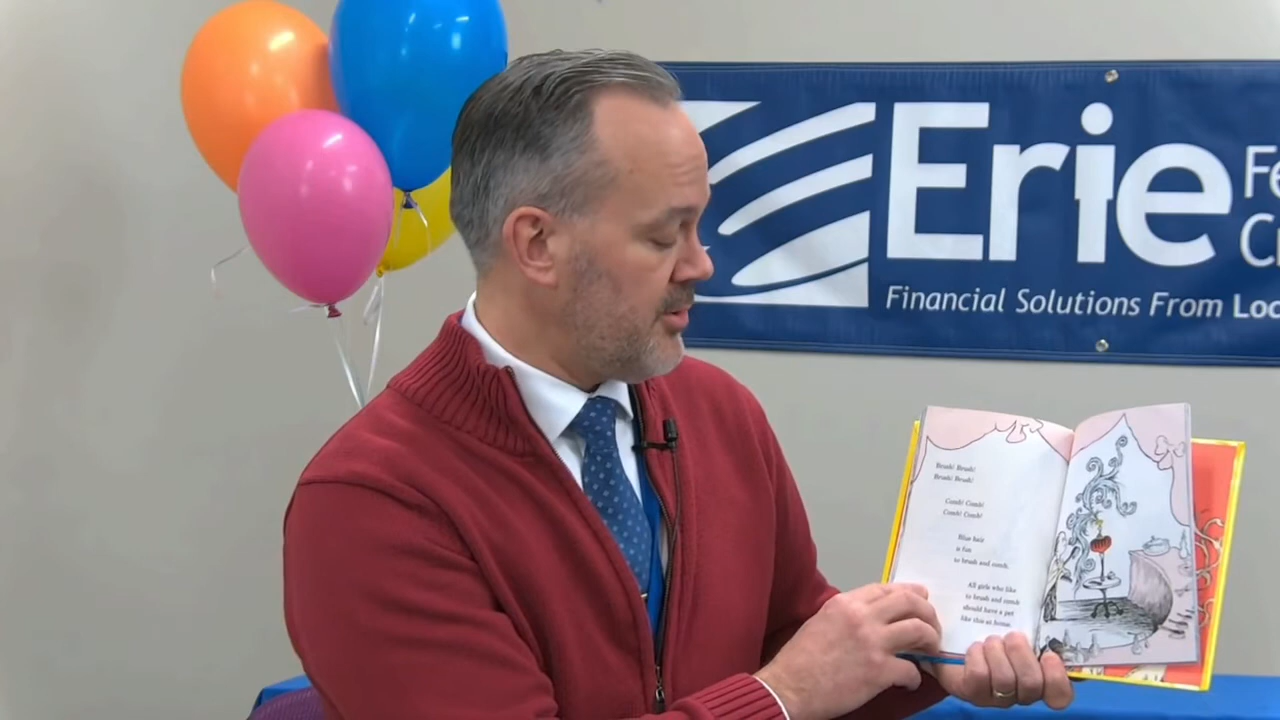 Erie
Fe
C
Financial Solutions From Loc
Brush! Brush!
Brush! Brush!
Comb! Comb!
Comb! Comb!
Blue hair
is fun
to brush and comb.
All girls who like
to brush and comb
should have a pet
like this at home.